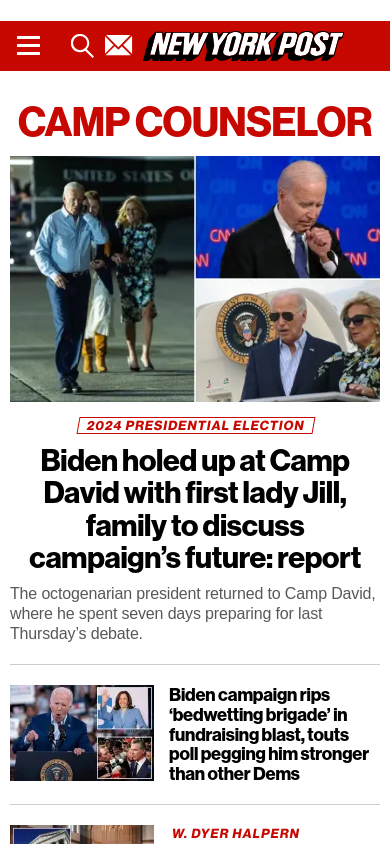 NEW YORK POST
CAMP COUNSELOR
UNITED STATES OF
CNN
2024 PRESIDENTIAL ELECTION
Biden holed up at Camp
David with first lady Jill,
family to discuss
campaign’s future: report
The octogenarian president returned to Camp David,
where he spent seven days preparing for last
Thursday’s debate.
Biden campaign rips
‘bedwetting brigade’ in
fundraising blast, touts
poll pegging him stronger
than other Dems
W. DYER HALPERN